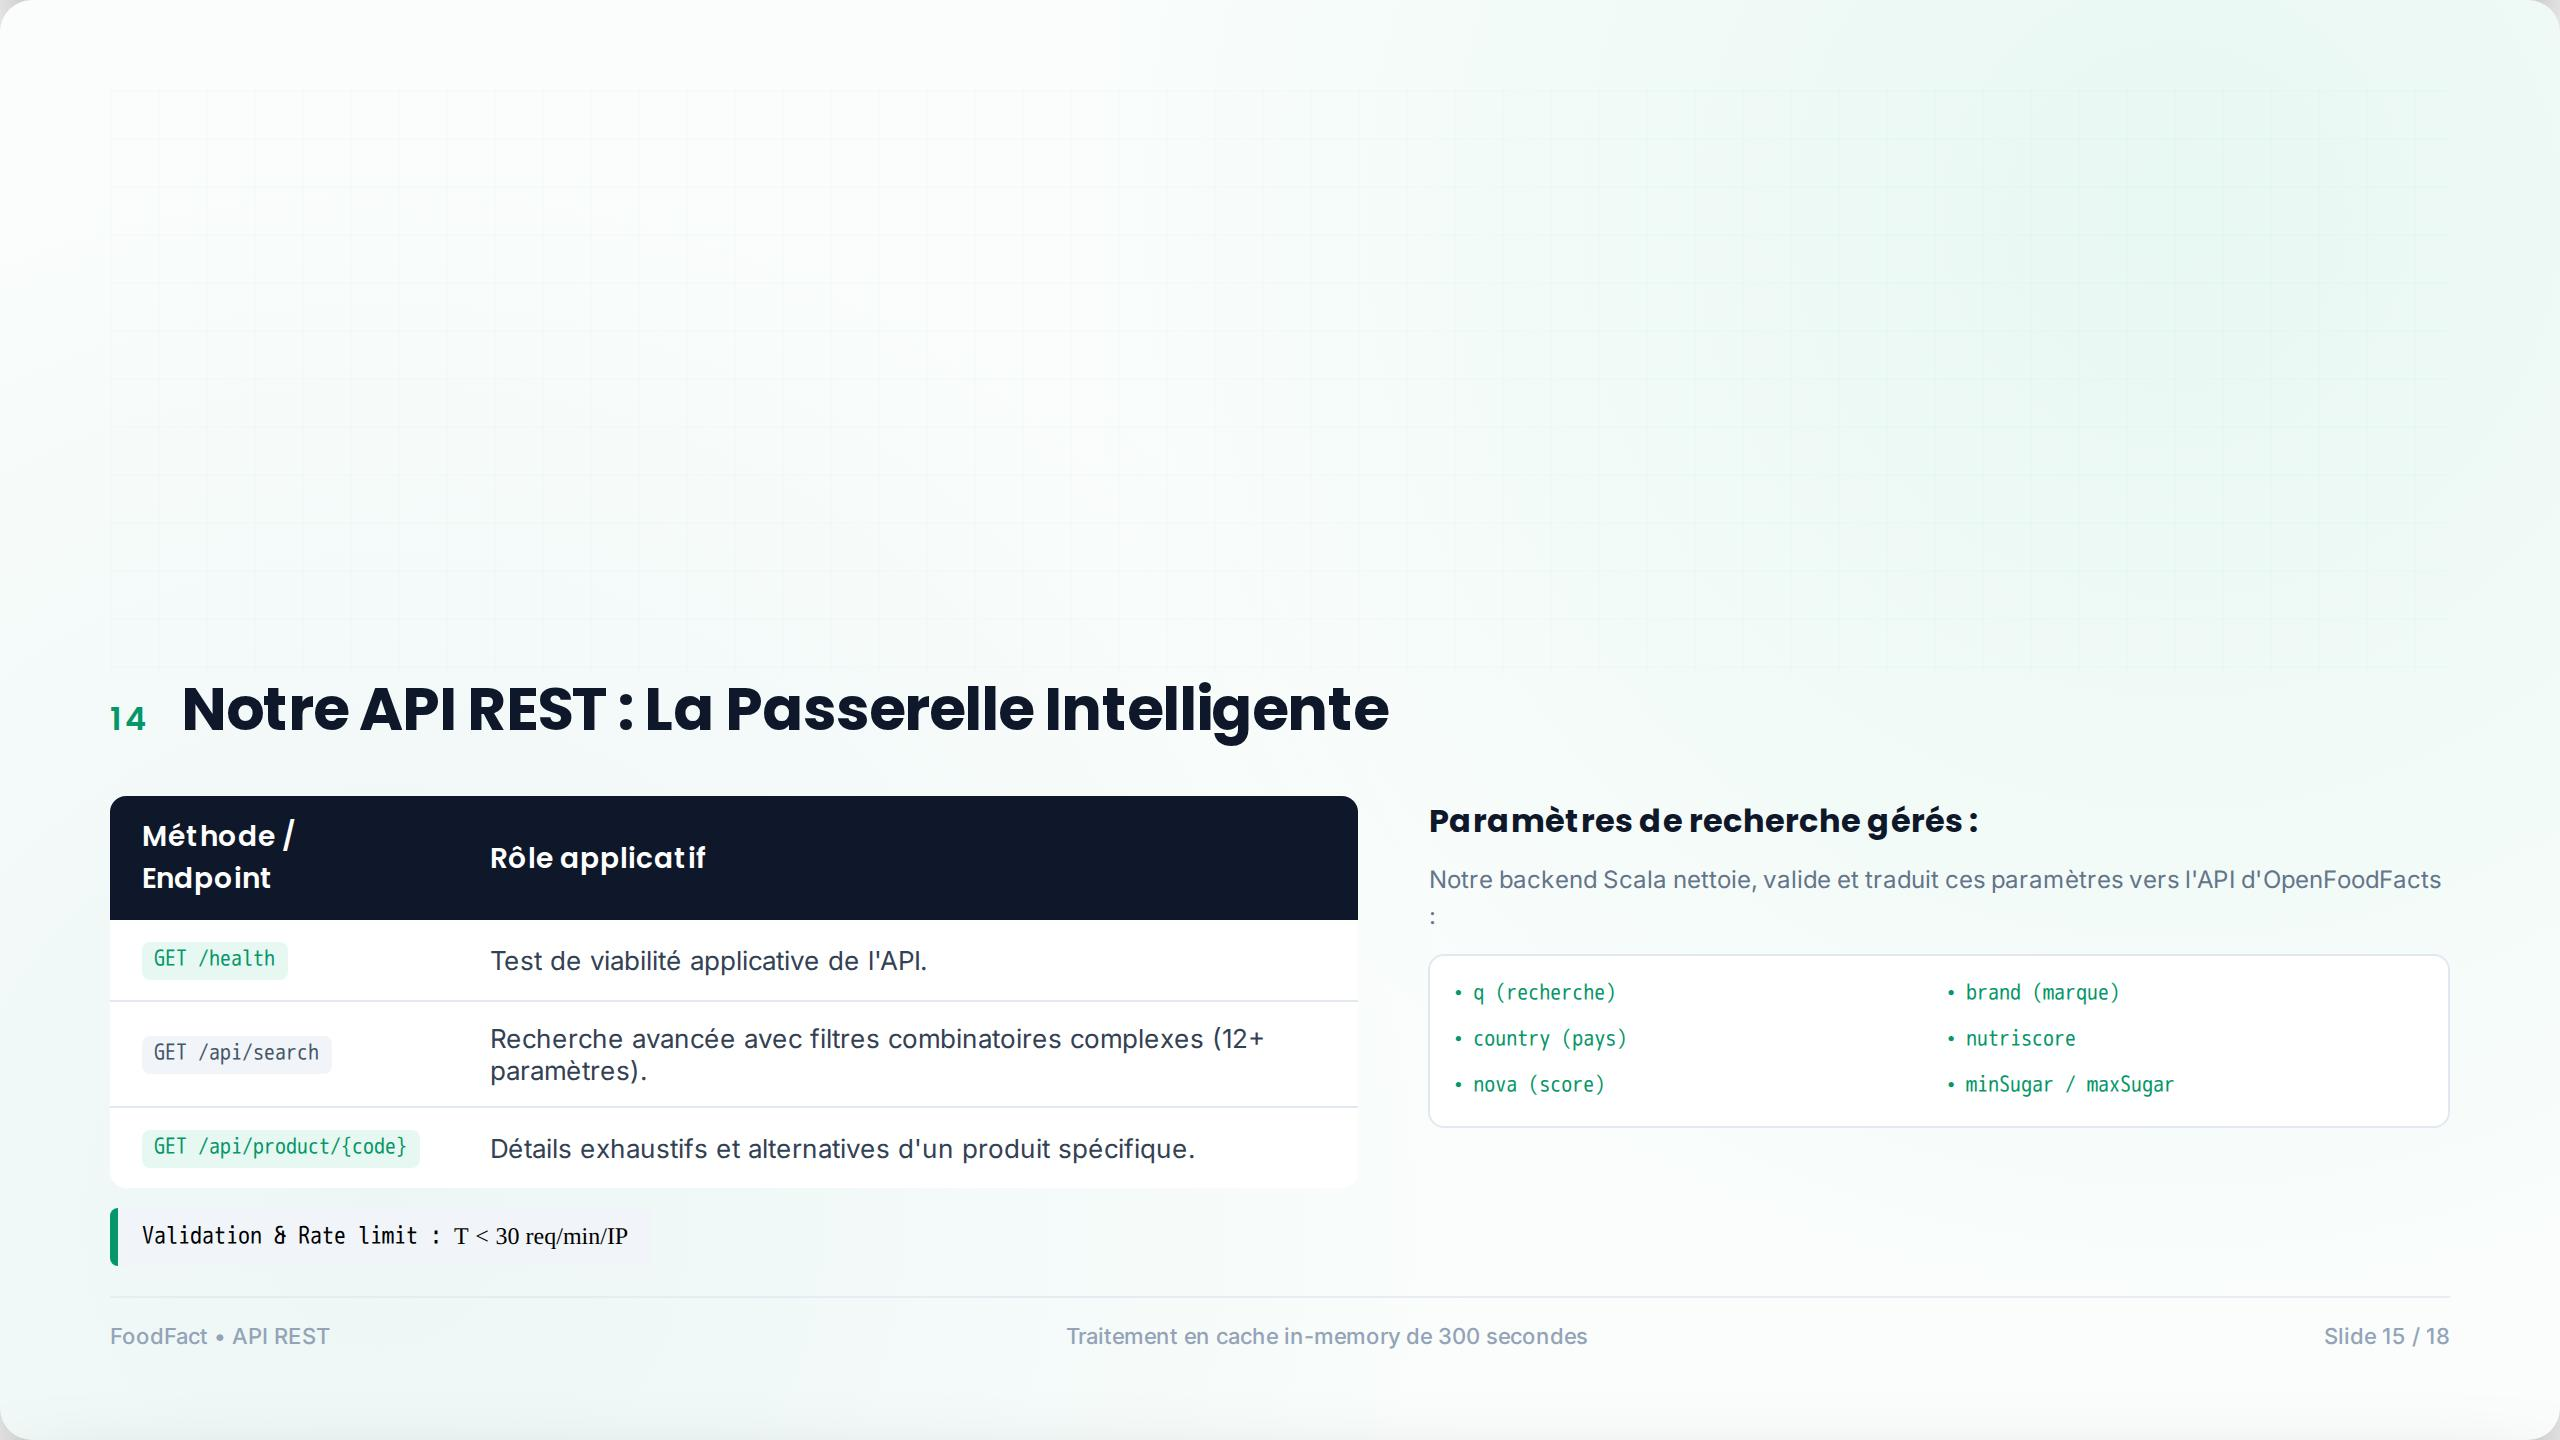 14 Notre API REST : La Passerelle Intelligente
Méthode /
Endpoint
Rôle applicatif
GET /health
Test de viabilité applicative de l'API.
GET /api/search
Recherche avancée avec filtres combinatoires complexes (12+
paramètres).
GET /api/product/{code}
Détails exhaustifs et alternatives d'un produit spécifique.
Validation & Rate limit : T < 30 req/min/IP
Paramètres de recherche gérés :
Notre backend Scala nettoie, valide et traduit ces paramètres vers l'API d'OpenFoodFacts
:
• q (recherche)
• brand (marque)
• country (pays)
• nutriscore
• nova (score)
• minSugar / maxSugar
FoodFact • API REST
Traitement en cache in-memory de 300 secondes
Slide 15 / 18